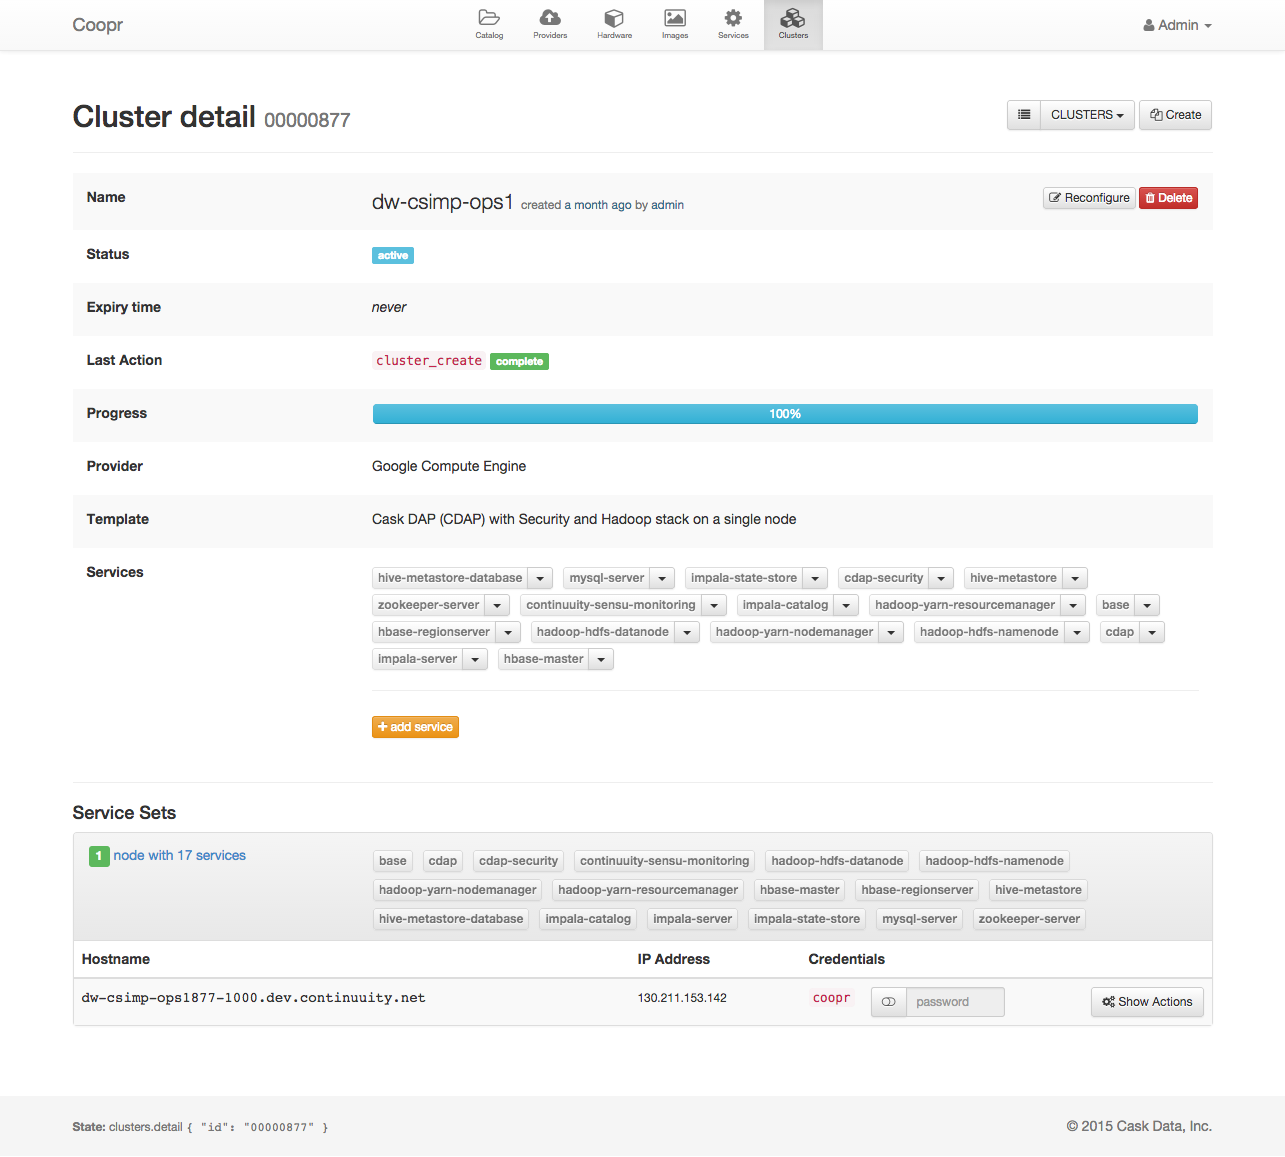 Coopr
Catalog Providers Hardware Images Services Clusters
Admin
Cluster detail 00000877
CLUSTERS Create
Name dw-csimp-ops1 created a month ago by admin Reconfigure Delete
Status active
Expiry time never
Last Action cluster_create complete
Progress 100%
Provider Google Compute Engine
Template Cask DAP (CDAP) with Security and Hadoop stack on a single node
Services hive-metastore-database mysql-server impala-state-store cdap-security hive-metastore
zookeeper-server continuuity-sensu-monitoring impala-catalog hadoop-yarn-resourcemanager base
hbase-regionserver hadoop-hdfs-datanode hadoop-yarn-nodemanager hadoop-hdfs-namenode cdap
impala-server hbase-master
+ add service
Service Sets
1 node with 17 services base cdap cdap-security continuuity-sensu-monitoring hadoop-hdfs-datanode hadoop-hdfs-namenode
hadoop-yarn-nodemanager hadoop-yarn-resourcemanager hbase-master hbase-regionserver hive-metastore
hive-metastore-database impala-catalog impala-server impala-state-store mysql-server zookeeper-server
Hostname IP Address Credentials
dw-csimp-ops1877-1000.dev.continuuity.net 130.211.153.142 coopr password Show Actions
State: clusters.detail { "id": "00000877" } © 2015 Cask Data, Inc.